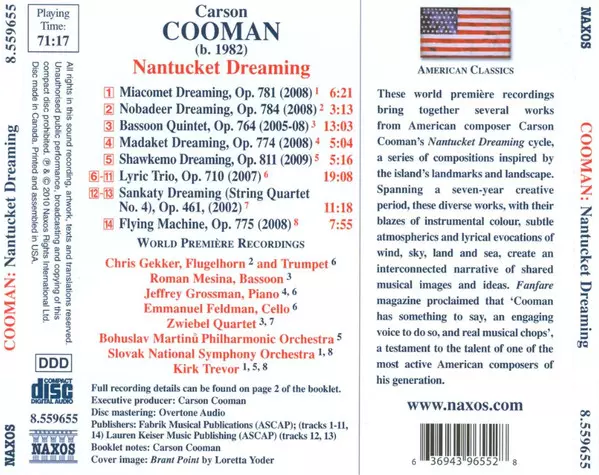 8.559655
NAXOS
COOMAN: Nantucket Dreaming
8.559655
NAXOS
Playing
Time:
71:17
All rights in this sound recording, artwork, texts and translations reserved.
Unauthorised public performance, broadcasting and copying of this
compact disc prohibited. ℗ & © 2010 Naxos Rights International Ltd.
Disc made in Canada. Printed and assembled in USA.
DDD
COMPACT
disc
DIGITAL AUDIO
8.559655
NAXOS
Carson
COOMAN
(b. 1982)
Nantucket Dreaming
1 Miacomet Dreaming, Op. 781 (2008) 1 6:21
2 Nobadeer Dreaming, Op. 784 (2008) 2 3:13
3 Bassoon Quintet, Op. 764 (2005-08) 3 13:03
4 Madaket Dreaming, Op. 774 (2008) 4 5:04
5 Shawkemo Dreaming, Op. 811 (2009) 5 5:16
6-11 Lyric Trio, Op. 710 (2007) 6 19:08
12-13 Sankaty Dreaming (String Quartet
No. 4), Op. 461, (2002) 7 11:18
14 Flying Machine, Op. 775 (2008) 8 7:55
WORLD PREMIÈRE RECORDINGS
Chris Gekker, Flugelhorn 2 and Trumpet 6
Roman Mesina, Bassoon 3
Jeffrey Grossman, Piano 4, 6
Emmanuel Feldman, Cello 6
Zwiebel Quartet 3, 7
Bohuslav Martinů Philharmonic Orchestra 5
Slovak National Symphony Orchestra 1, 8
Kirk Trevor 1, 5, 8
Full recording details can be found on page 2 of the booklet.
Executive producer: Carson Cooman
Disc mastering: Overtone Audio
Publishers: Fabrik Musical Publications (ASCAP); (tracks 1-11,
14) Lauren Keiser Music Publishing (ASCAP) (tracks 12, 13)
Booklet notes: Carson Cooman
Cover image: Brant Point by Loretta Yoder
AMERICAN CLASSICS
These world première recordings
bring together several works
from American composer Carson
Cooman's Nantucket Dreaming cycle,
a series of compositions inspired by
the island's landmarks and landscape.
Spanning a seven-year creative
period, these diverse works, with their
blazes of instrumental colour, subtle
atmospherics and lyrical evocations of
wind, sky, land and sea, create an
interconnected narrative of shared
musical images and ideas. Fanfare
magazine proclaimed that 'Cooman
has something to say, an engaging
voice to do so, and real musical chops',
a testament to the talent of one of the
most active American composers of
his generation.
www.naxos.com
6 36943 96552 8
NAXOS
COOMAN: Nantucket Dreaming
8.559655
NAXOS